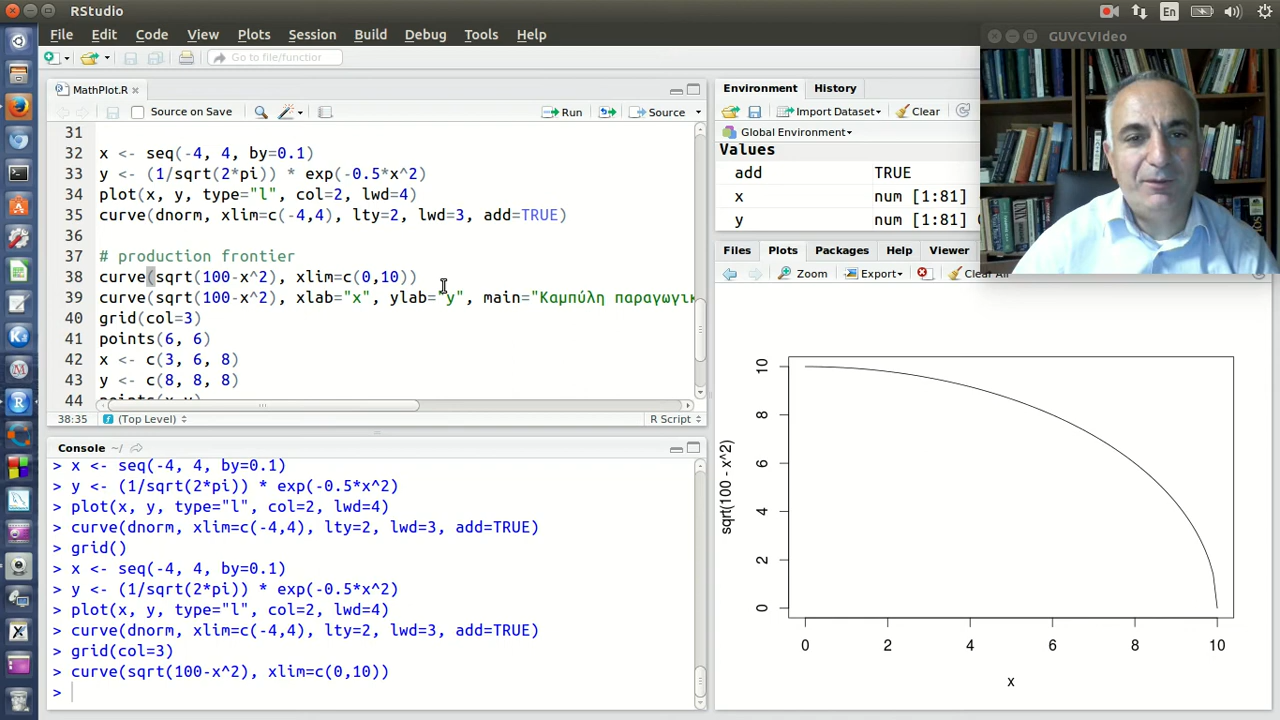 RStudio
En
File Edit Code View Plots Session Build Debug Tools Help
GUVCVIdeo
Go to file/function
MathPlot.R
Source on Save
Run
Source
31
32 x <- seq(-4, 4, by=0.1)
33 y <- (1/sqrt(2*pi)) * exp(-0.5*x^2)
34 plot(x, y, type="l", col=2, lwd=4)
35 curve(dnorm, xlim=c(-4,4), lty=2, lwd=3, add=TRUE)
36
37 # production frontier
38 curve(sqrt(100-x^2), xlim=c(0,10))
39 curve(sqrt(100-x^2), xlab="x", ylab="y", main="Καμπύλη παραγωγικ
40 grid(col=3)
41 points(6, 6)
42 x <- c(3, 6, 8)
43 y <- c(8, 8, 8)
44 points(x,y)
38:35 (Top Level) R Script
Console ~/
> x <- seq(-4, 4, by=0.1)
> y <- (1/sqrt(2*pi)) * exp(-0.5*x^2)
> plot(x, y, type="l", col=2, lwd=4)
> curve(dnorm, xlim=c(-4,4), lty=2, lwd=3, add=TRUE)
> grid()
> x <- seq(-4, 4, by=0.1)
> y <- (1/sqrt(2*pi)) * exp(-0.5*x^2)
> plot(x, y, type="l", col=2, lwd=4)
> curve(dnorm, xlim=c(-4,4), lty=2, lwd=3, add=TRUE)
> grid(col=3)
> curve(sqrt(100-x^2), xlim=c(0,10))
>
Environment History
Import Dataset Clear
Global Environment
Values
add TRUE
x num [1:81]
y num [1:81]
Files Plots Packages Help Viewer
Zoom Export Clear All
10
8
6
4
2
0
sqrt(100 - x^2)
0 2 4 6 8 10
x